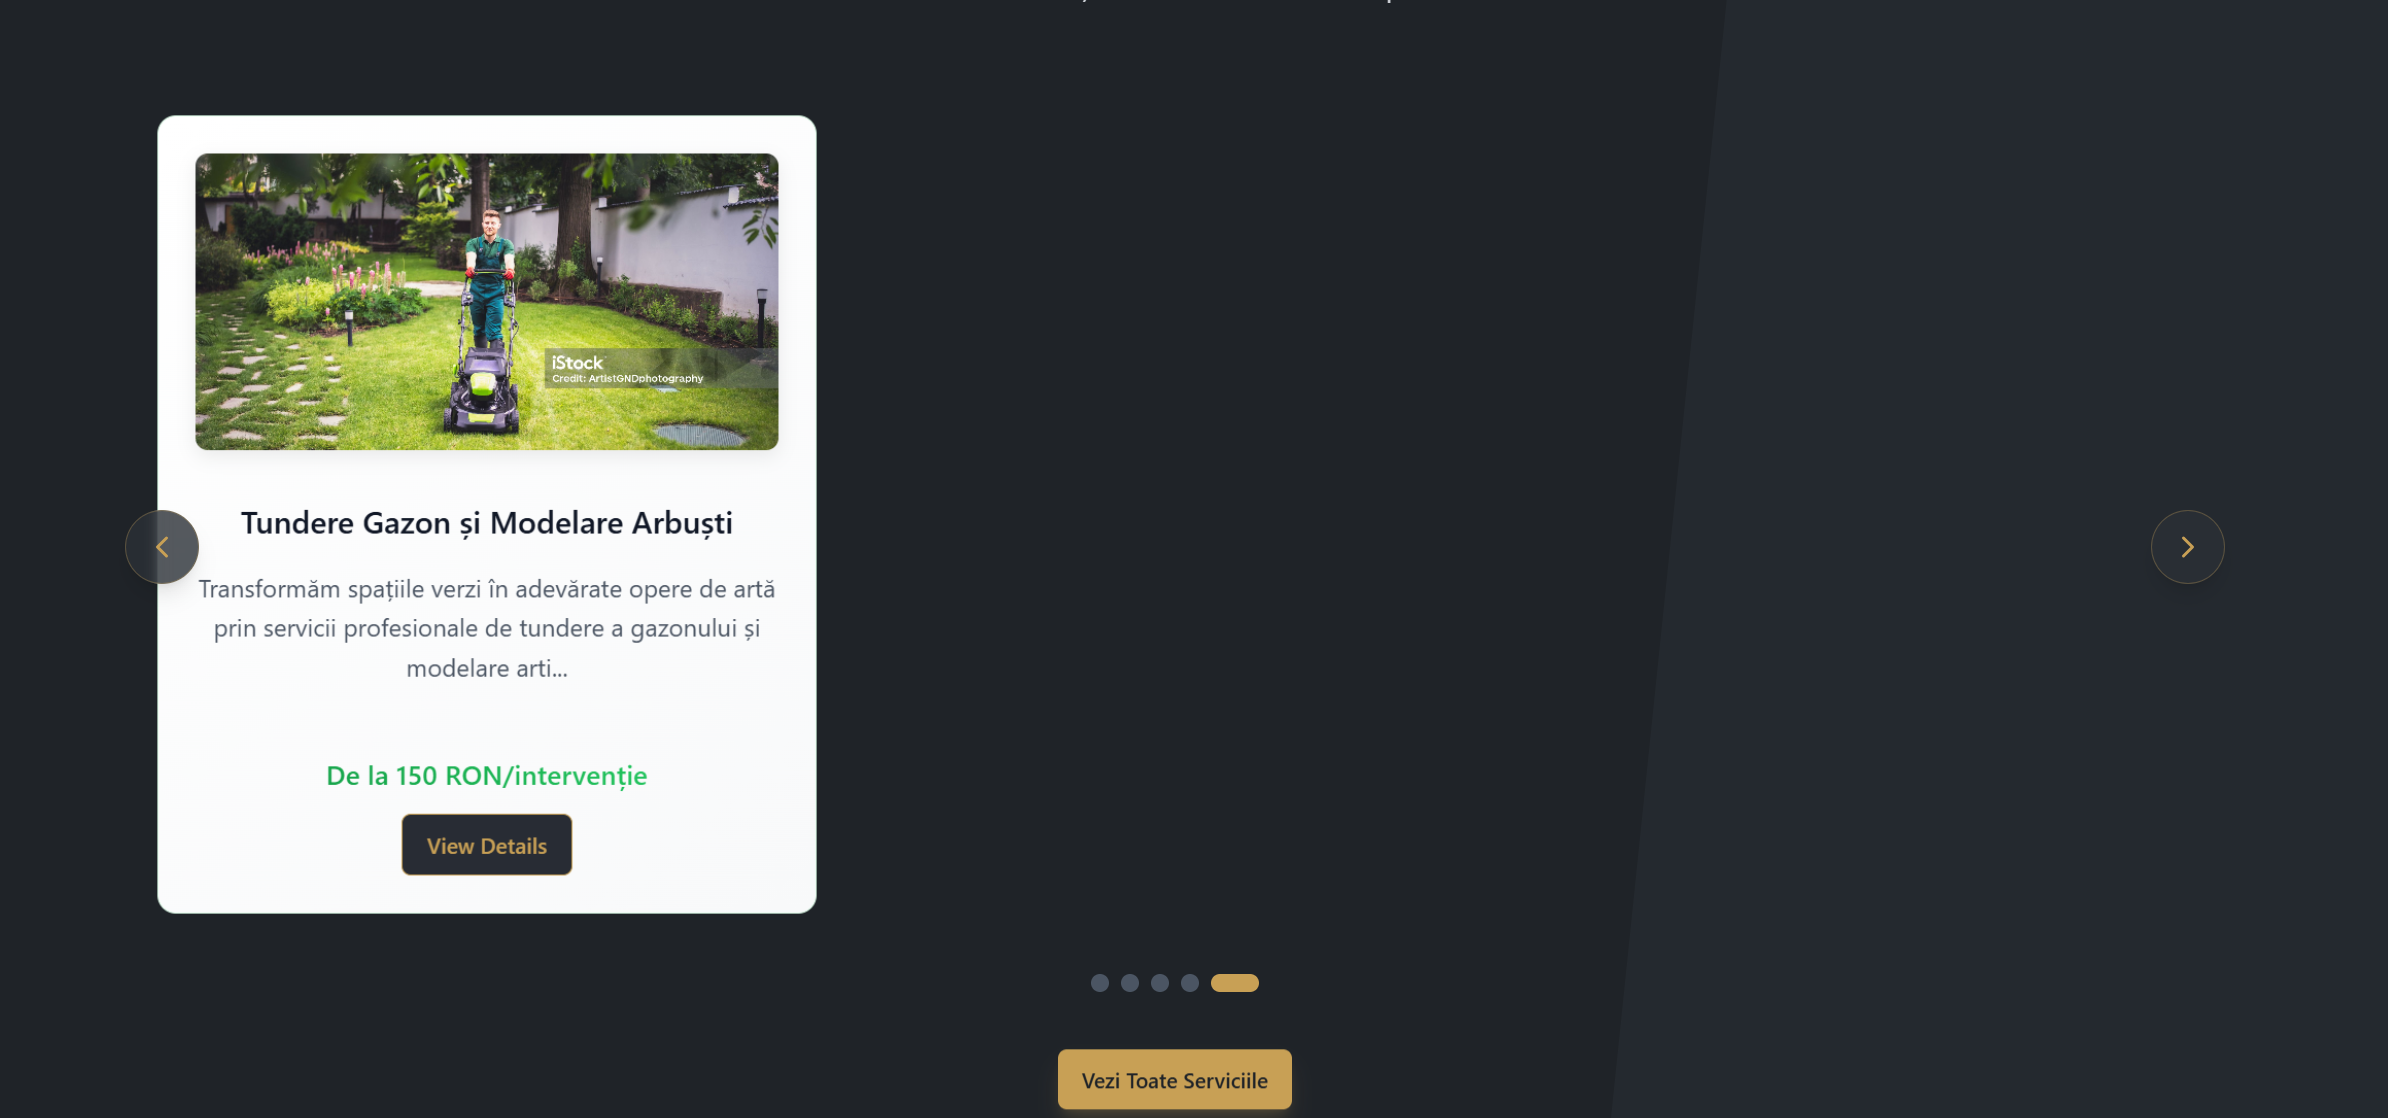 iStock
Credit: ArtistGNDphotography
Tundere Gazon și Modelare Arbuști
Transformăm spațiile verzi în adevărate opere de artă
prin servicii profesionale de tundere a gazonului și
modelare arti...
De la 150 RON/intervenție
View Details
Vezi Toate Serviciile